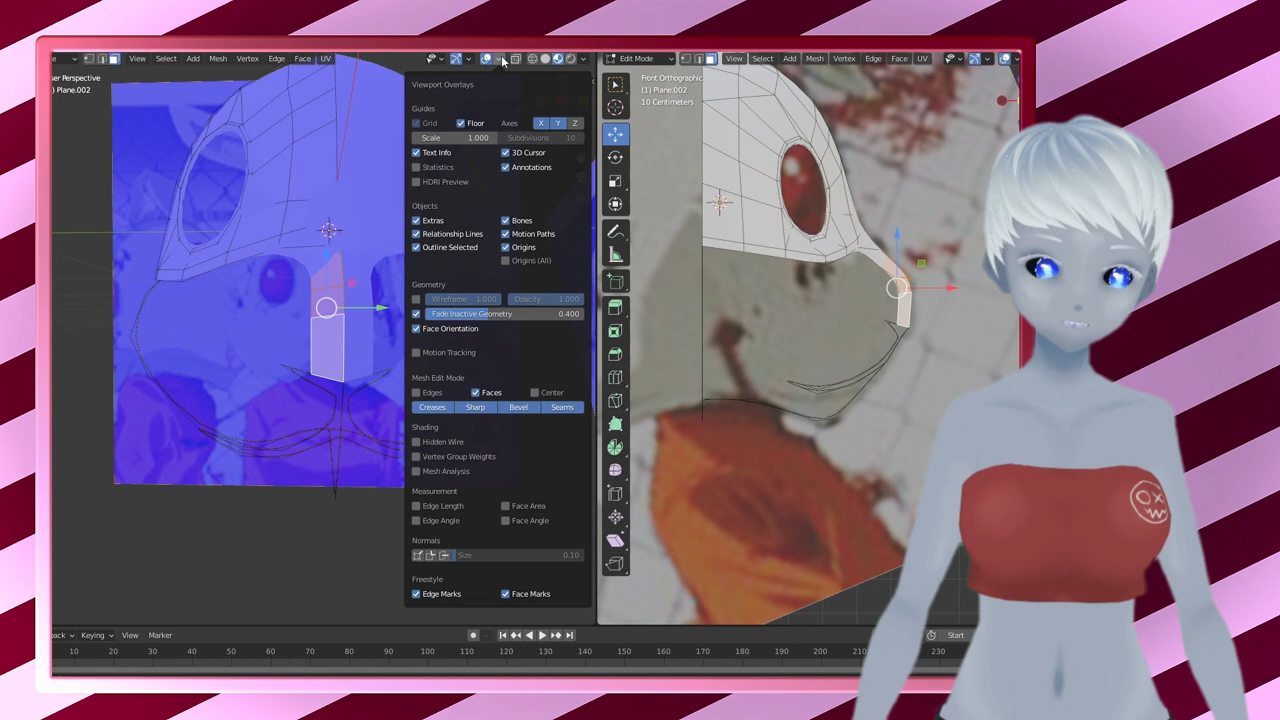 View Select Add Mesh Vertex Edge Face UV
er Perspective
) Plane.002
Viewport Overlays
Guides
Grid Floor Axes X Y Z
Scale 1.000 Subdivisions 10
Text Info 3D Cursor
Statistics Annotations
HDRI Preview
Objects
Extras Bones
Relationship Lines Motion Paths
Outline Selected Origins
Origins (All)
Geometry
Wireframe 1.000 Opacity 1.000
Fade Inactive Geometry 0.400
Face Orientation
Motion Tracking
Mesh Edit Mode
Edges Faces Center
Creases Sharp Bevel Seams
Shading
Hidden Wire
Vertex Group Weights
Mesh Analysis
Measurement
Edge Length Face Area
Edge Angle Face Angle
Normals
Size 0.10
Freestyle
Edge Marks Face Marks
Edit Mode View Select Add Mesh Vertex Edge Face UV
Front Orthographic
(1) Plane.002
10 Centimeters
back Keying View Marker Start
10 20 30 40 50 60 70 80 90 100 110 120 130 140 150 160 170 180 190 200 210 220 230